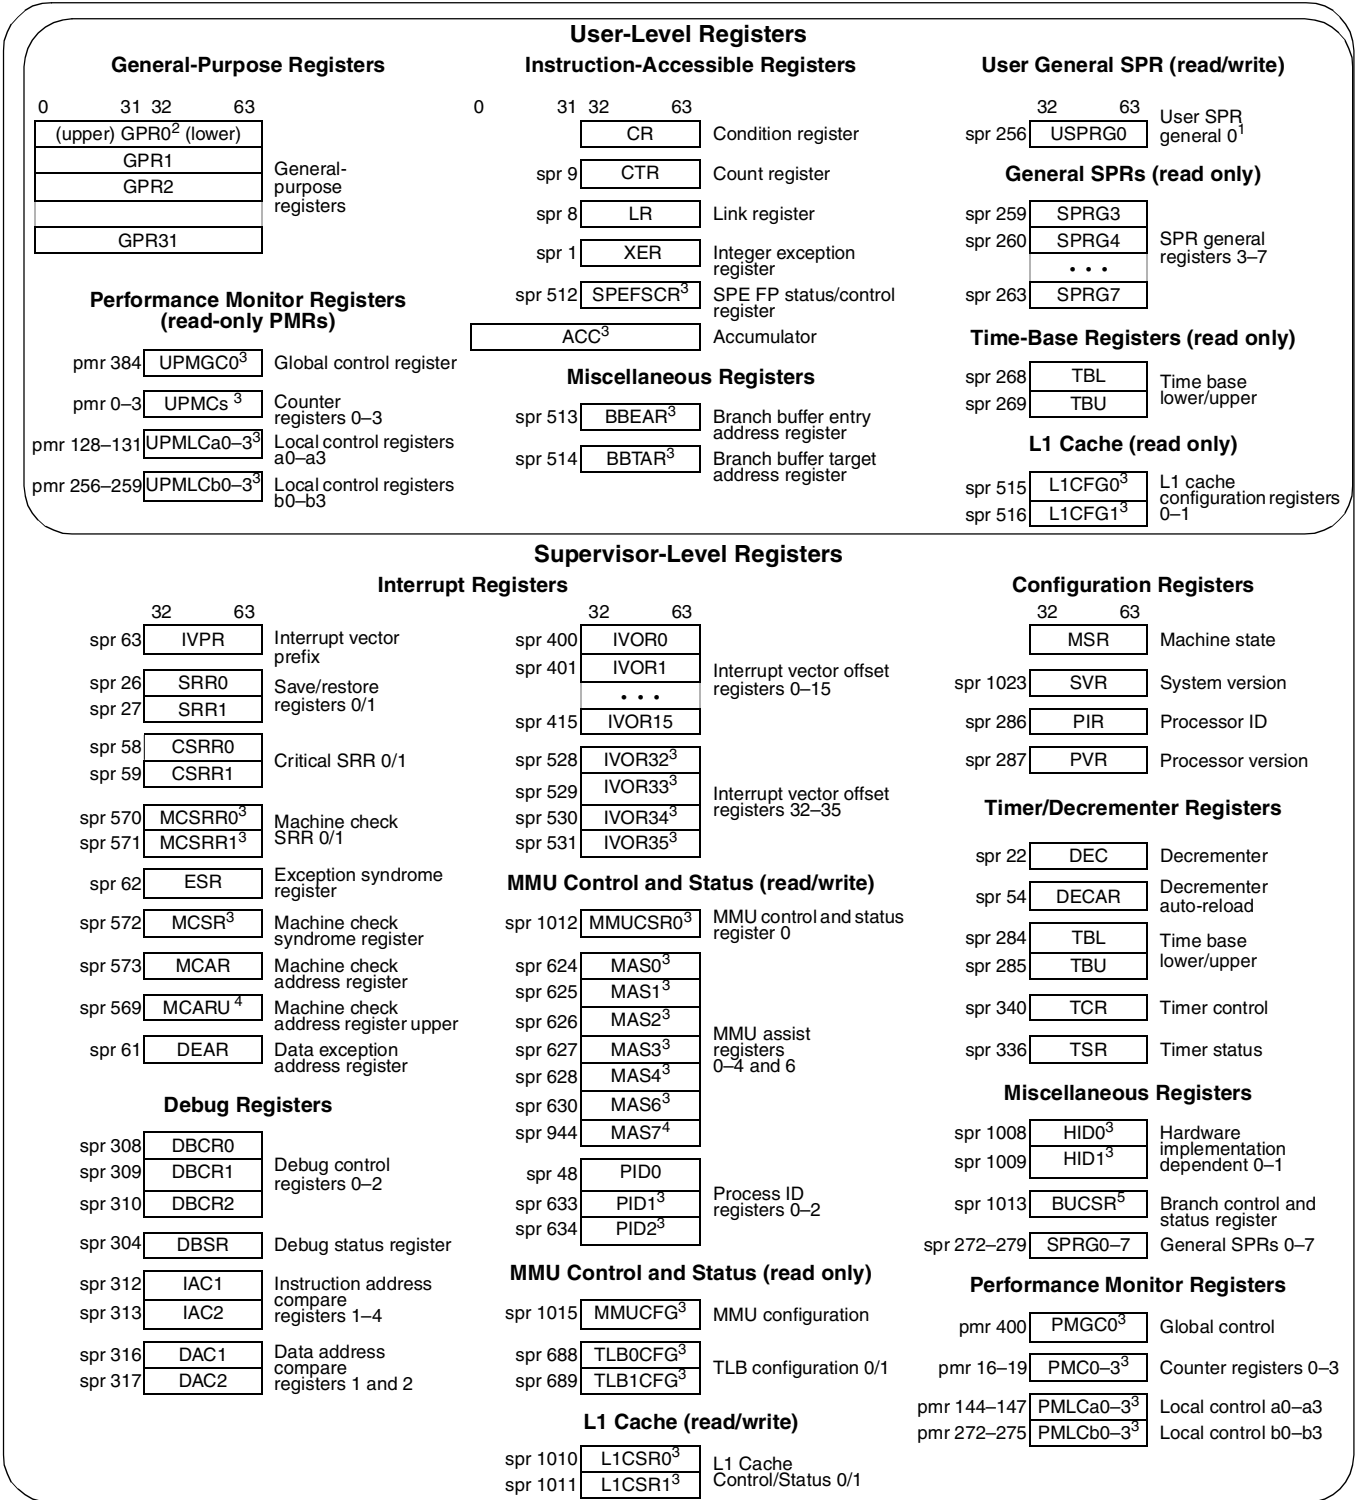 User-Level Registers
General-Purpose Registers
0 31 32 63
(upper) GPR0² (lower)
GPR1
GPR2
GPR31
General-
purpose
registers
Performance Monitor Registers
(read-only PMRs)
pmr 384 UPMGC0³ Global control register
pmr 0–3 UPMCs ³ Counter
registers 0–3
pmr 128–131 UPMLCa0–3³ Local control registers
a0–a3
pmr 256–259 UPMLCb0–3³ Local control registers
b0–b3
Instruction-Accessible Registers
0 31 32 63
CR Condition register
spr 9 CTR Count register
spr 8 LR Link register
spr 1 XER Integer exception
register
spr 512 SPEFSCR³ SPE FP status/control
register
ACC³ Accumulator
Miscellaneous Registers
spr 513 BBEAR³ Branch buffer entry
address register
spr 514 BBTAR³ Branch buffer target
address register
User General SPR (read/write)
32 63
spr 256 USPRG0 User SPR
general 0¹
General SPRs (read only)
spr 259 SPRG3
spr 260 SPRG4
• • •
spr 263 SPRG7
SPR general
registers 3–7
Time-Base Registers (read only)
spr 268 TBL
spr 269 TBU
Time base
lower/upper
L1 Cache (read only)
spr 515 L1CFG0³
spr 516 L1CFG1³
L1 cache
configuration registers
0–1
Supervisor-Level Registers
Interrupt Registers
32 63
spr 63 IVPR Interrupt vector
prefix
spr 26 SRR0
spr 27 SRR1
Save/restore
registers 0/1
spr 58 CSRR0
spr 59 CSRR1
Critical SRR 0/1
spr 570 MCSRR0³
spr 571 MCSRR1³
Machine check
SRR 0/1
spr 62 ESR Exception syndrome
register
spr 572 MCSR³ Machine check
syndrome register
spr 573 MCAR Machine check
address register
spr 569 MCARU ⁴ Machine check
address register upper
spr 61 DEAR Data exception
address register
Debug Registers
spr 308 DBCR0
spr 309 DBCR1
spr 310 DBCR2
Debug control
registers 0–2
spr 304 DBSR Debug status register
spr 312 IAC1
spr 313 IAC2
Instruction address
compare
registers 1–4
spr 316 DAC1
spr 317 DAC2
Data address
compare
registers 1 and 2
32 63
spr 400 IVOR0
spr 401 IVOR1
• • •
spr 415 IVOR15
Interrupt vector offset
registers 0–15
spr 528 IVOR32³
spr 529 IVOR33³
spr 530 IVOR34³
spr 531 IVOR35³
Interrupt vector offset
registers 32–35
MMU Control and Status (read/write)
spr 1012 MMUCSR0³ MMU control and status
register 0
spr 624 MAS0³
spr 625 MAS1³
spr 626 MAS2³
spr 627 MAS3³
spr 628 MAS4³
spr 630 MAS6³
spr 944 MAS7⁴
MMU assist
registers
0–4 and 6
spr 48 PID0
spr 633 PID1³
spr 634 PID2³
Process ID
registers 0–2
MMU Control and Status (read only)
spr 1015 MMUCFG³ MMU configuration
spr 688 TLB0CFG³
spr 689 TLB1CFG³
TLB configuration 0/1
L1 Cache (read/write)
spr 1010 L1CSR0³
spr 1011 L1CSR1³
L1 Cache
Control/Status 0/1
Configuration Registers
32 63
MSR Machine state
spr 1023 SVR System version
spr 286 PIR Processor ID
spr 287 PVR Processor version
Timer/Decrementer Registers
spr 22 DEC Decrementer
spr 54 DECAR Decrementer
auto-reload
spr 284 TBL
spr 285 TBU
Time base
lower/upper
spr 340 TCR Timer control
spr 336 TSR Timer status
Miscellaneous Registers
spr 1008 HID0³
spr 1009 HID1³
Hardware
implementation
dependent 0–1
spr 1013 BUCSR⁵ Branch control and
status register
spr 272–279 SPRG0–7 General SPRs 0–7
Performance Monitor Registers
pmr 400 PMGC0³ Global control
pmr 16–19 PMC0–3³ Counter registers 0–3
pmr 144–147 PMLCa0–3³ Local control a0–a3
pmr 272–275 PMLCb0–3³ Local control b0–b3